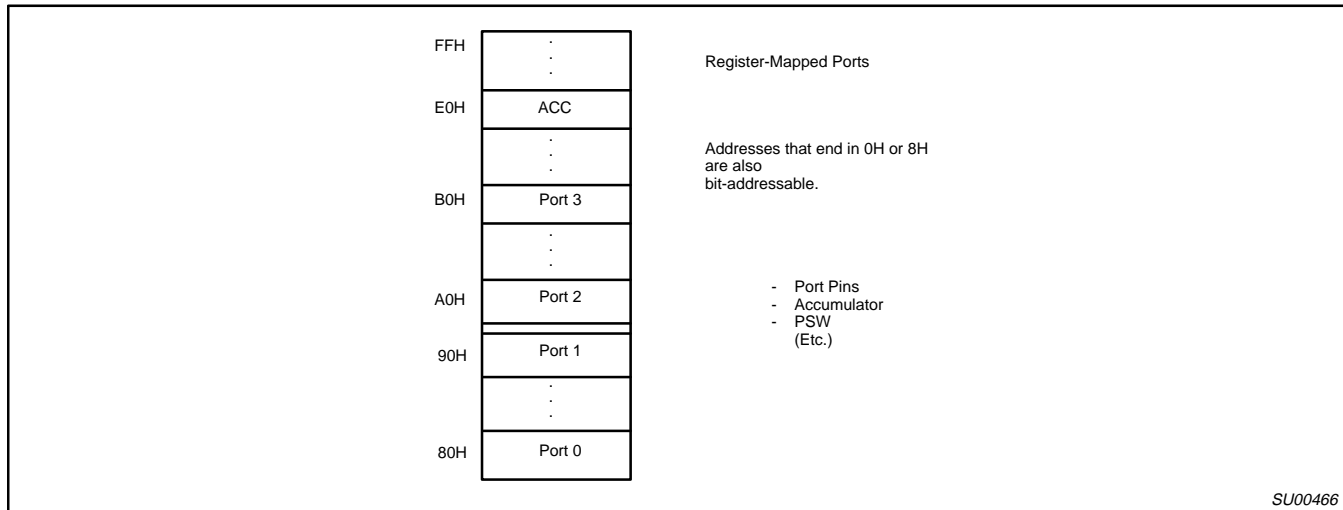 FFH
.
.
.
Register-Mapped Ports
E0H
ACC
.
.
.
Addresses that end in 0H or 8H
are also
bit-addressable.
B0H
Port 3
.
.
.
A0H
Port 2
- Port Pins
- Accumulator
- PSW
(Etc.)
90H
Port 1
.
.
.
80H
Port 0
SU00466